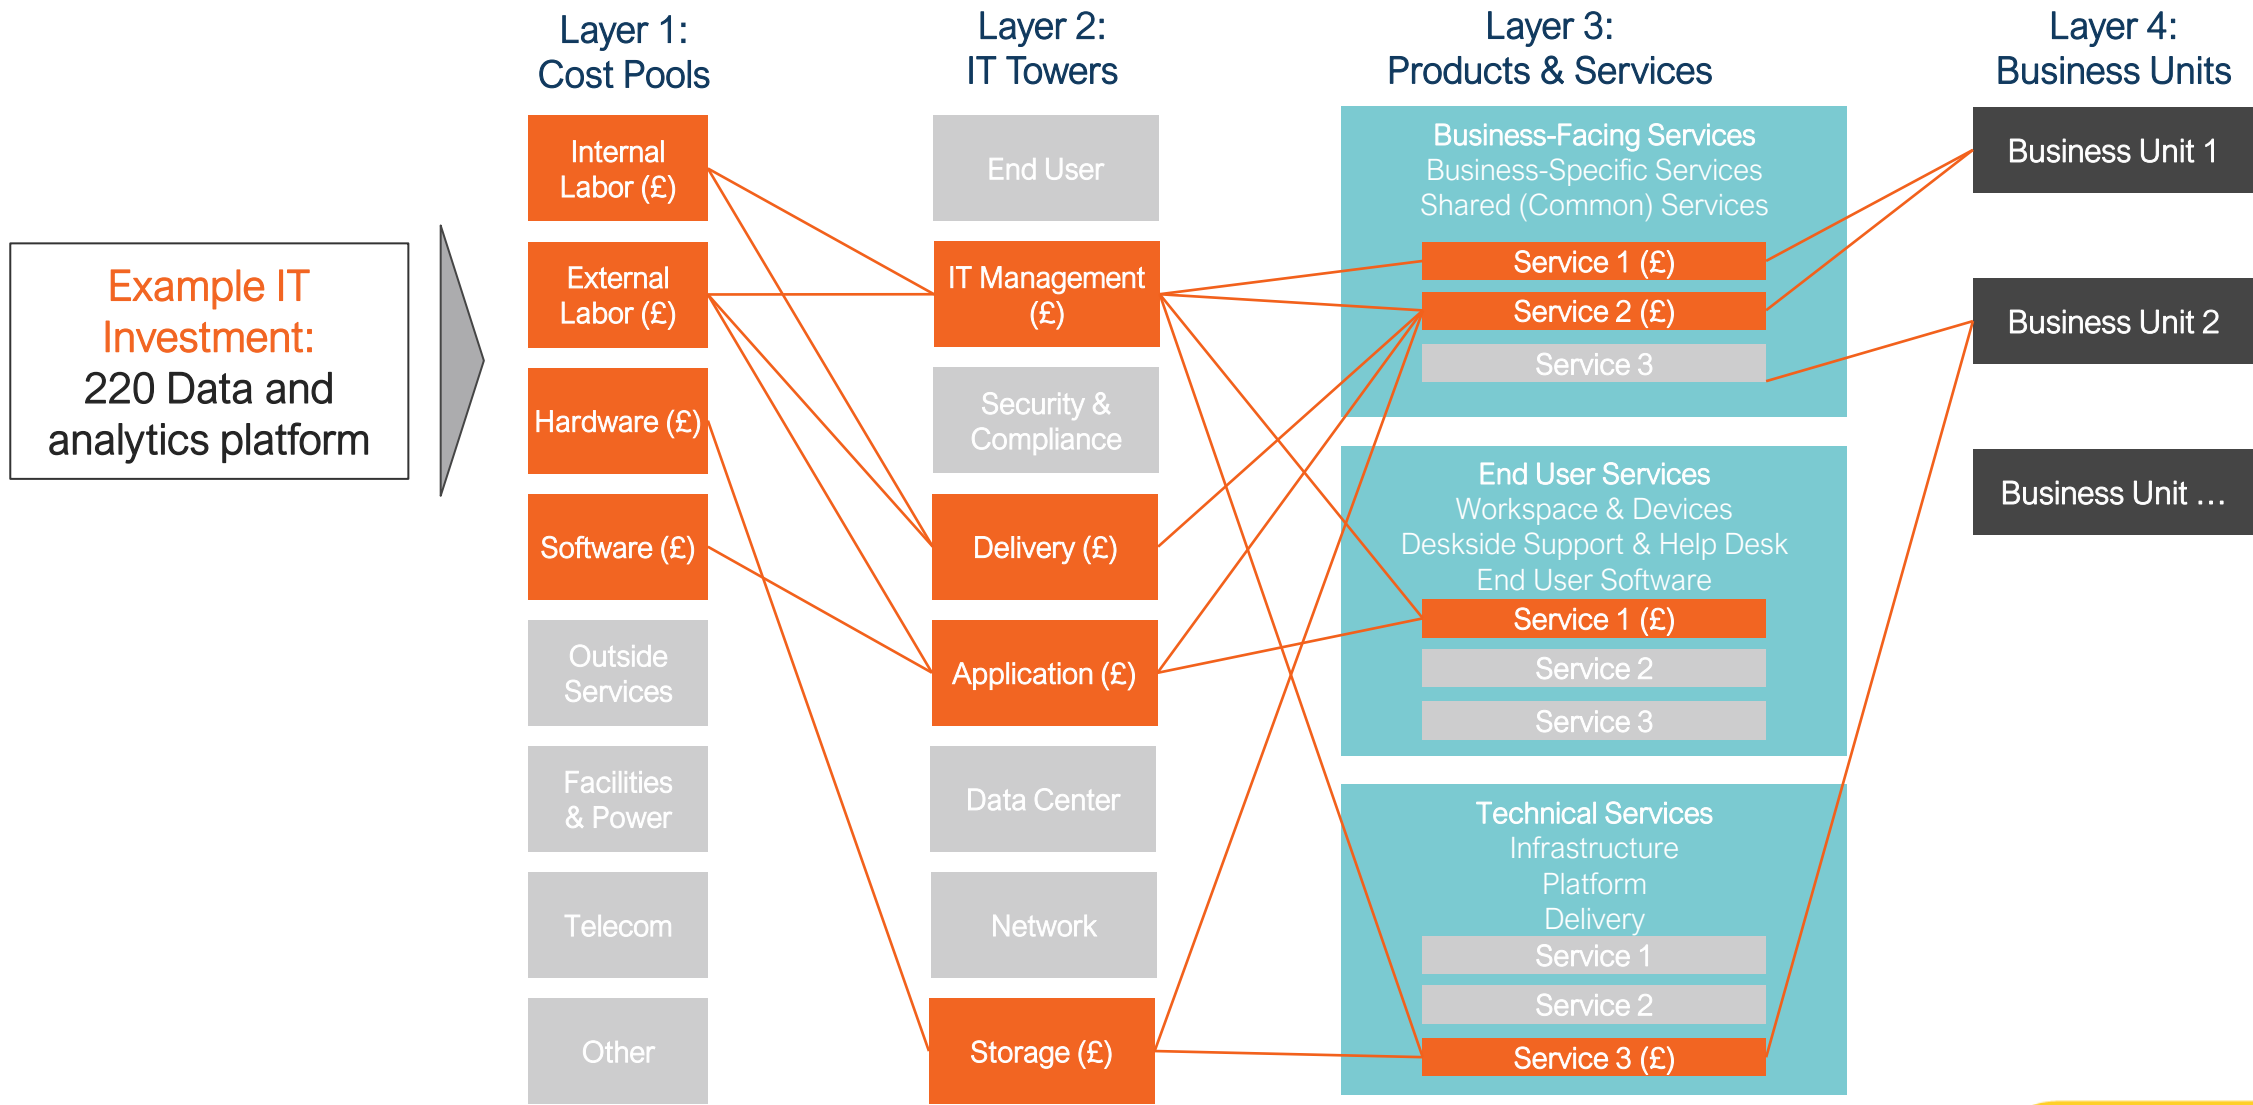 Layer 1:
Cost Pools
Layer 2:
IT Towers
Layer 3:
Products & Services
Layer 4:
Business Units
Example IT
Investment:
220 Data and
analytics platform
Internal
Labor (£)
External
Labor (£)
Hardware (£)
Software (£)
Outside
Services
Facilities
& Power
Telecom
Other
End User
IT Management
(£)
Security &
Compliance
Delivery (£)
Application (£)
Data Center
Network
Storage (£)
Business-Facing Services
Business-Specific Services
Shared (Common) Services
Service 1 (£)
Service 2 (£)
Service 3
End User Services
Workspace & Devices
Deskside Support & Help Desk
End User Software
Service 1 (£)
Service 2
Service 3
Technical Services
Infrastructure
Platform
Delivery
Service 1
Service 2
Service 3 (£)
Business Unit 1
Business Unit 2
Business Unit ...